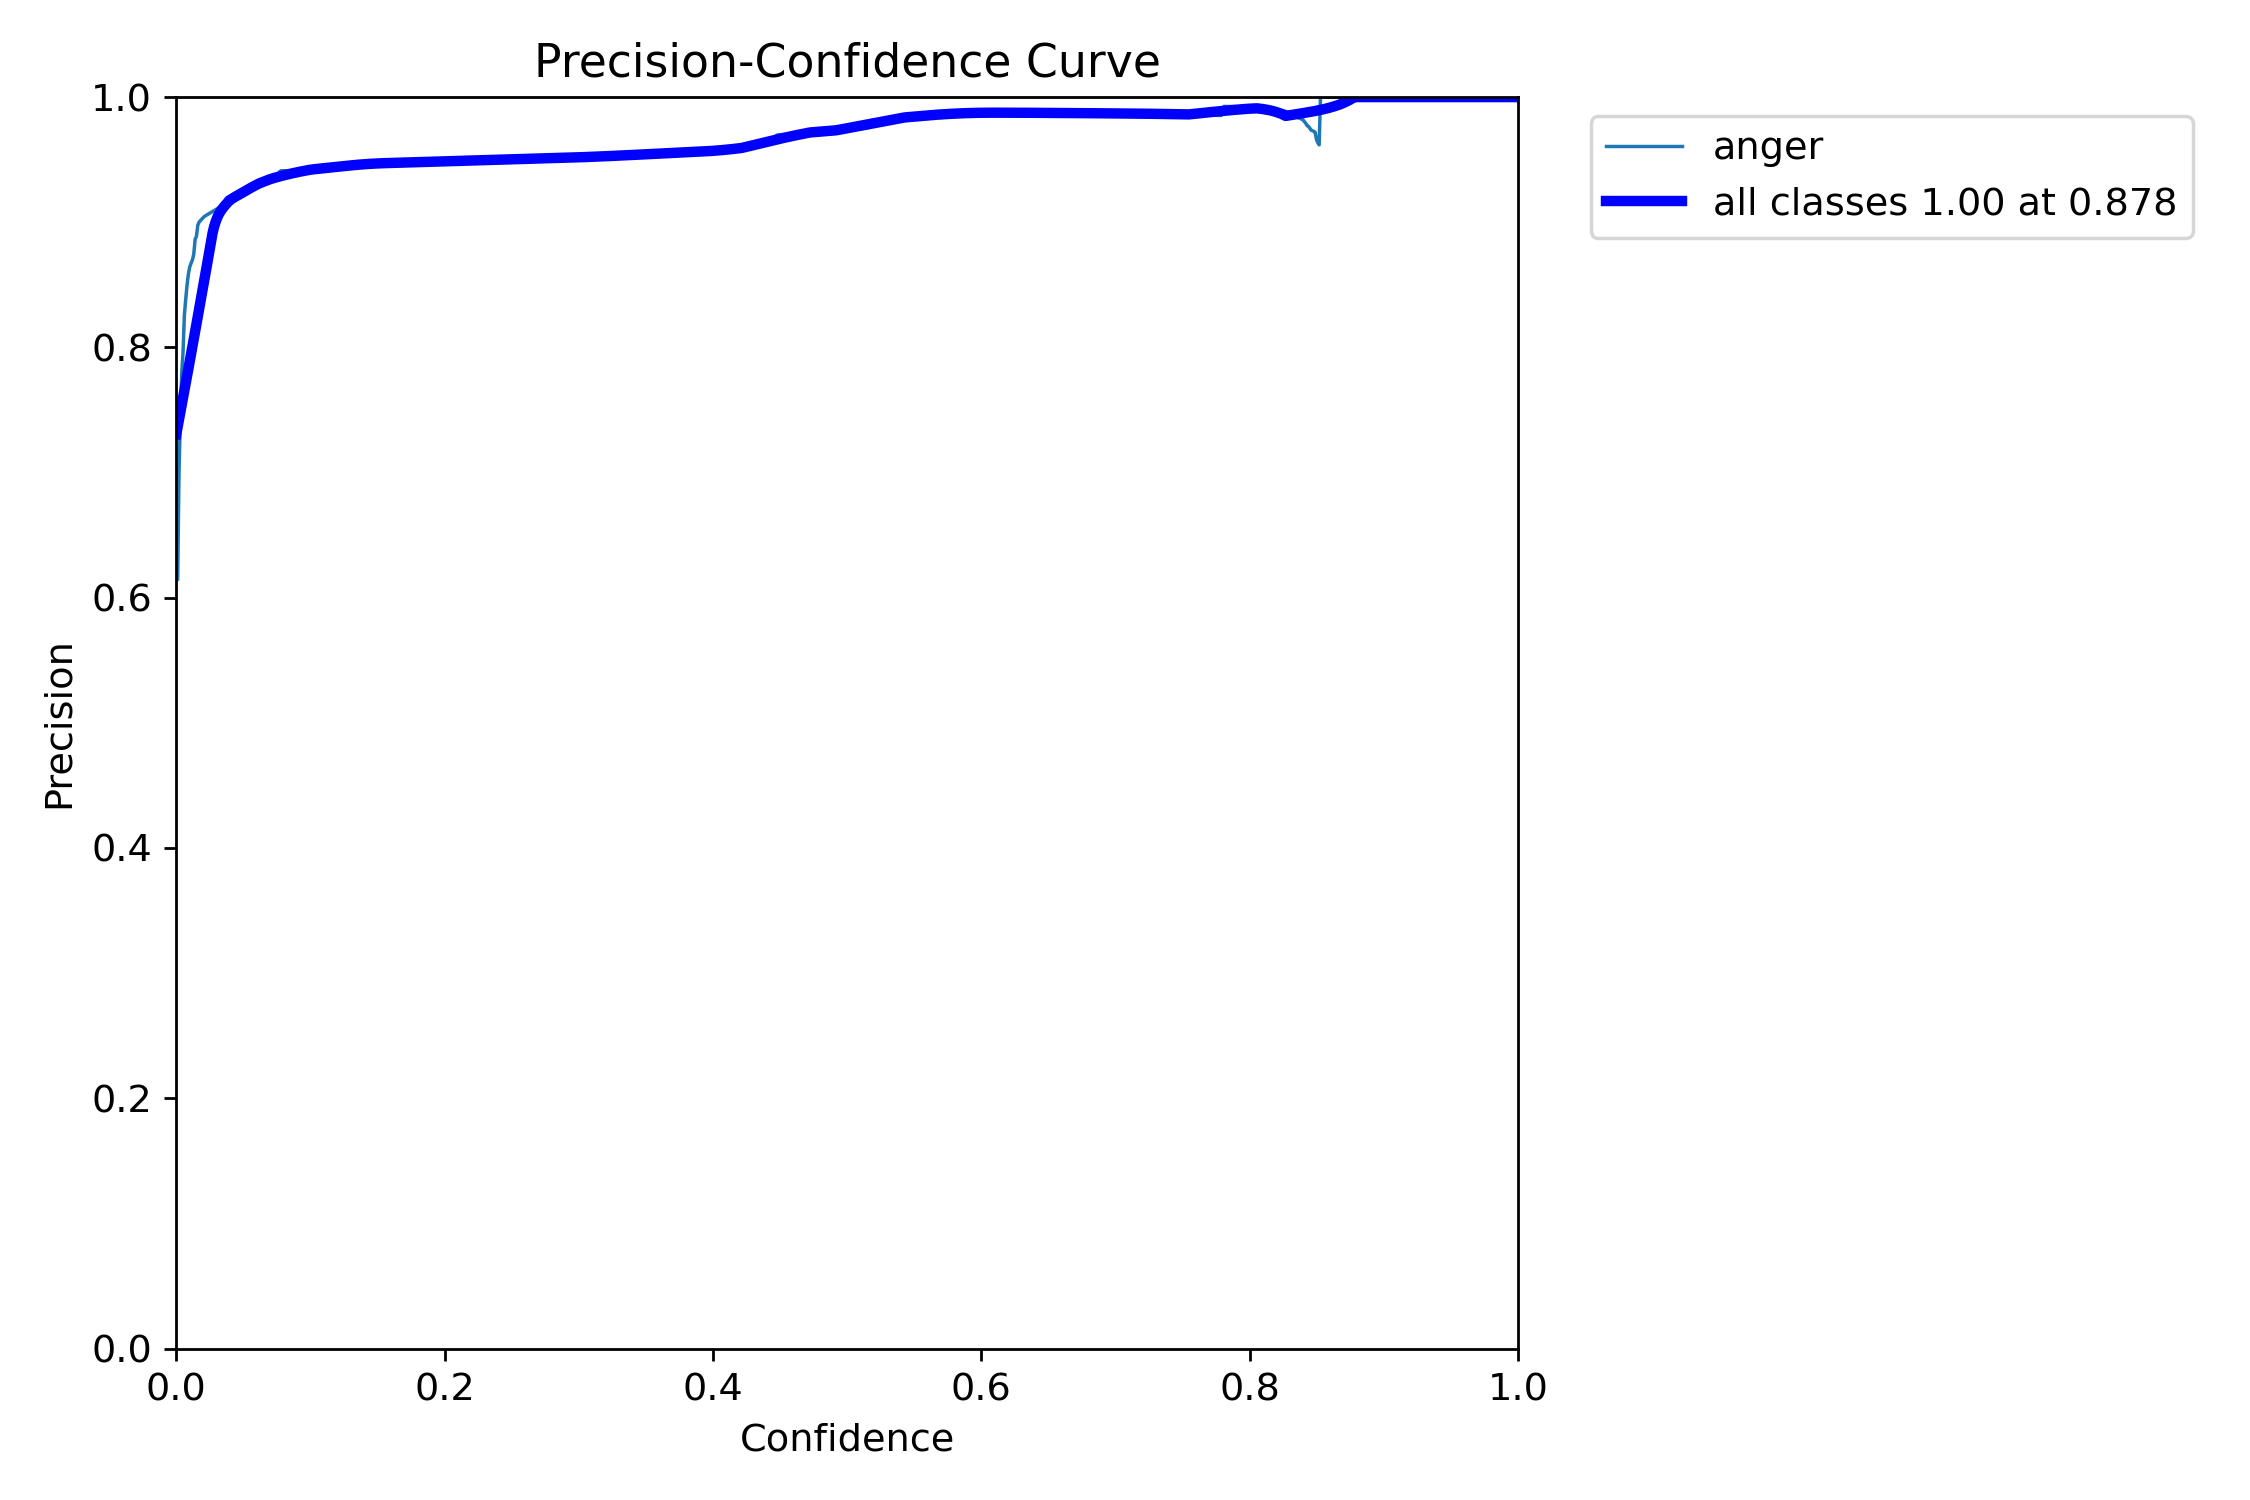 Precision-Confidence Curve
1.0
0.8
0.6
0.4
0.2
0.0
Precision
0.0 0.2 0.4 0.6 0.8 1.0
Confidence
anger
all classes 1.00 at 0.878